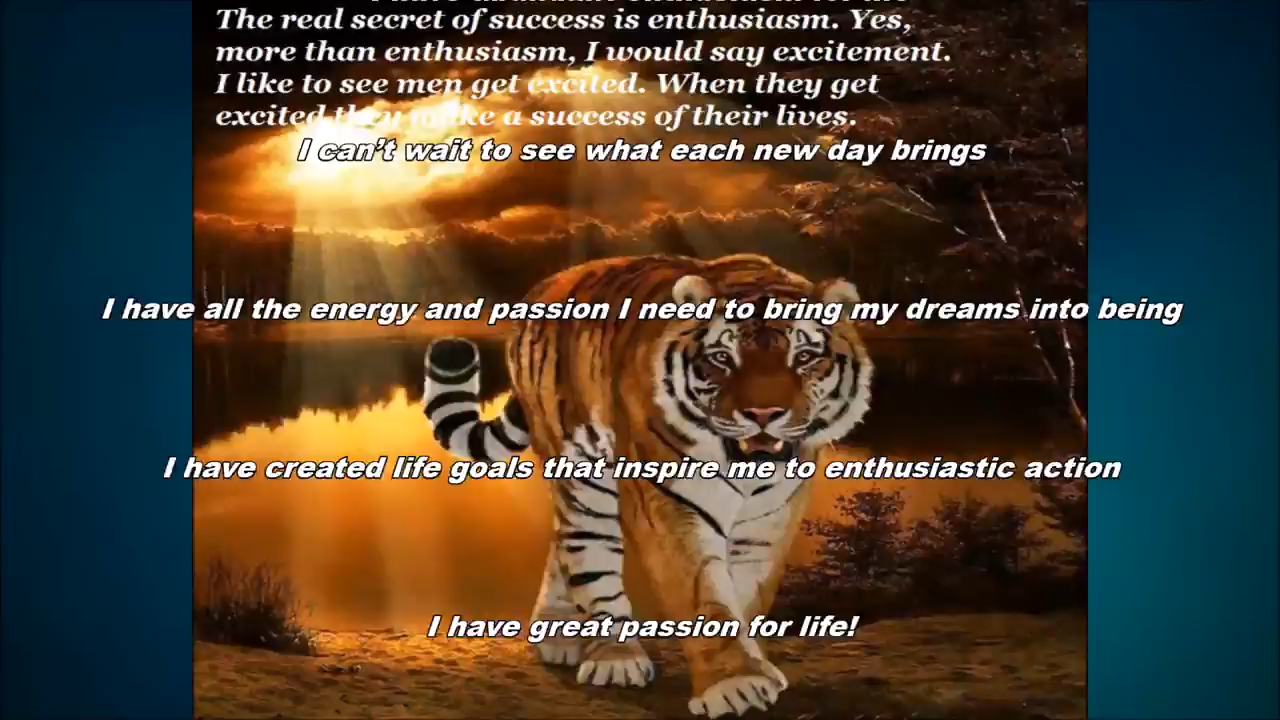 The real secret of success is enthusiasm. Yes,
more than enthusiasm, I would say excitement.
I like to see men get excited. When they get
excited they make a success of their lives.
I can't wait to see what each new day brings
I have all the energy and passion I need to bring my dreams into being
I have created life goals that inspire me to enthusiastic action
I have great passion for life!